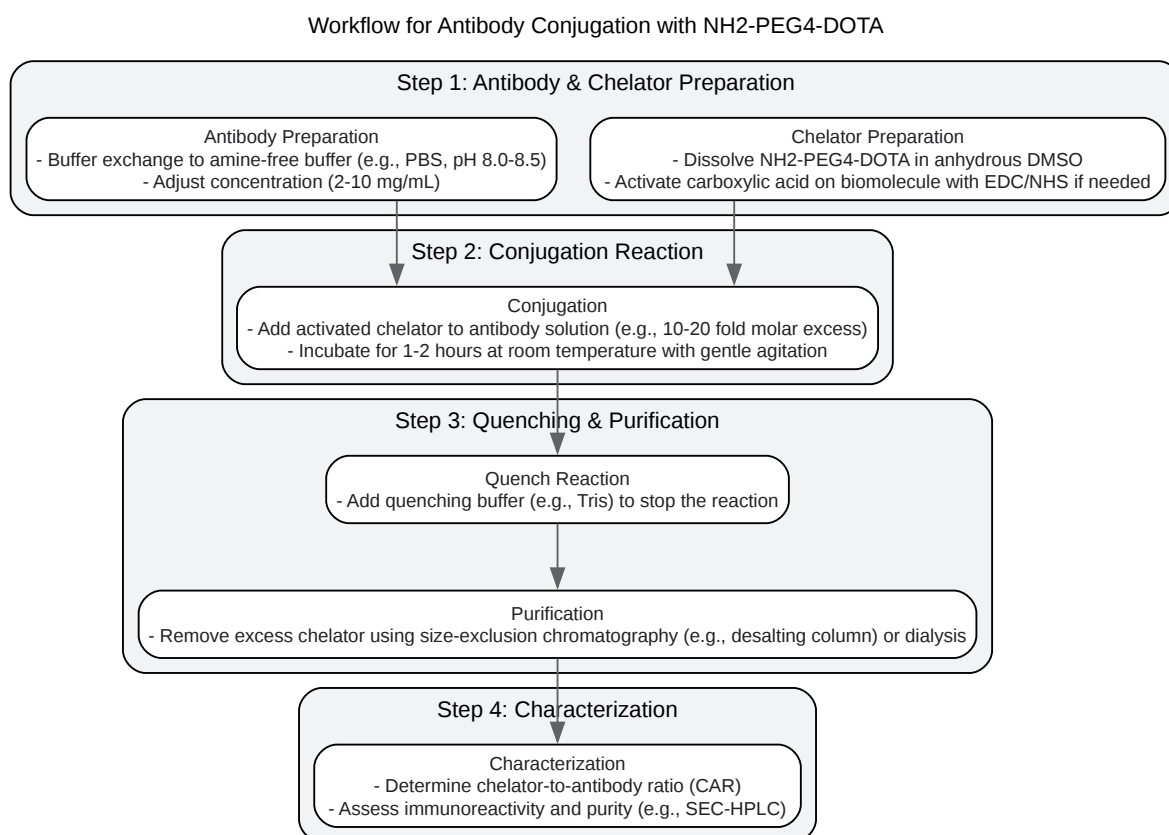 Workflow for Antibody Conjugation with NH2-PEG4-DOTA
Step 1: Antibody & Chelator Preparation
Antibody Preparation
- Buffer exchange to amine-free buffer (e.g., PBS, pH 8.0-8.5)
- Adjust concentration (2-10 mg/mL)
Chelator Preparation
- Dissolve NH2-PEG4-DOTA in anhydrous DMSO
- Activate carboxylic acid on biomolecule with EDC/NHS if needed
Step 2: Conjugation Reaction
Conjugation
- Add activated chelator to antibody solution (e.g., 10-20 fold molar excess)
- Incubate for 1-2 hours at room temperature with gentle agitation
Step 3: Quenching & Purification
Quench Reaction
- Add quenching buffer (e.g., Tris) to stop the reaction
Purification
- Remove excess chelator using size-exclusion chromatography (e.g., desalting column) or dialysis
Step 4: Characterization
Characterization
- Determine chelator-to-antibody ratio (CAR)
- Assess immunoreactivity and purity (e.g., SEC-HPLC)